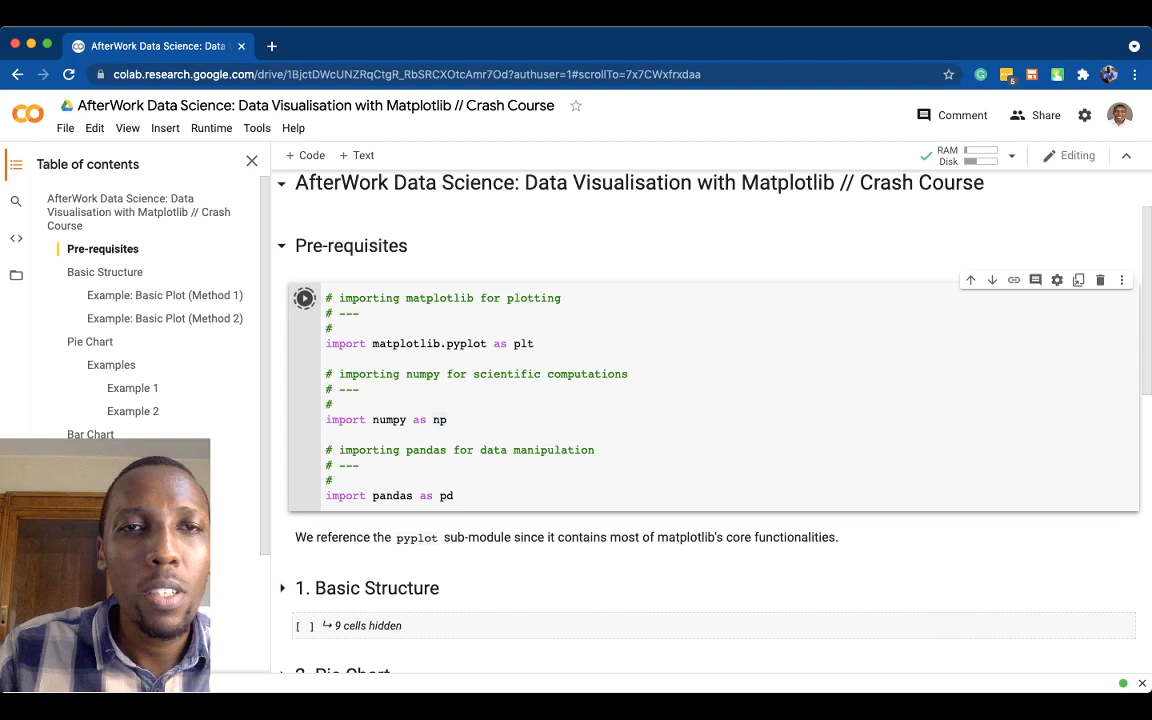 AfterWork Data Science: Data
colab.research.google.com/drive/1BjctDWcUNZRqCtgR_RbSRCXOtcAmr7Od?authuser=1#scrollTo=7x7CWxfrxdaa
5
AfterWork Data Science: Data Visualisation with Matplotlib // Crash Course
File Edit View Insert Runtime Tools Help
Comment Share
Table of contents
+ Code + Text
RAM
Disk
Editing
AfterWork Data Science: Data
Visualisation with Matplotlib // Crash
Course
Pre-requisites
Basic Structure
Example: Basic Plot (Method 1)
Example: Basic Plot (Method 2)
Pie Chart
Examples
Example 1
Example 2
Bar Chart
AfterWork Data Science: Data Visualisation with Matplotlib // Crash Course
Pre-requisites
# importing matplotlib for plotting
# ---
#
import matplotlib.pyplot as plt
# importing numpy for scientific computations
# ---
#
import numpy as np
# importing pandas for data manipulation
# ---
#
import pandas as pd
We reference the pyplot sub-module since it contains most of matplotlib's core functionalities.
1. Basic Structure
[ ] ↳ 9 cells hidden
2. Pie Chart